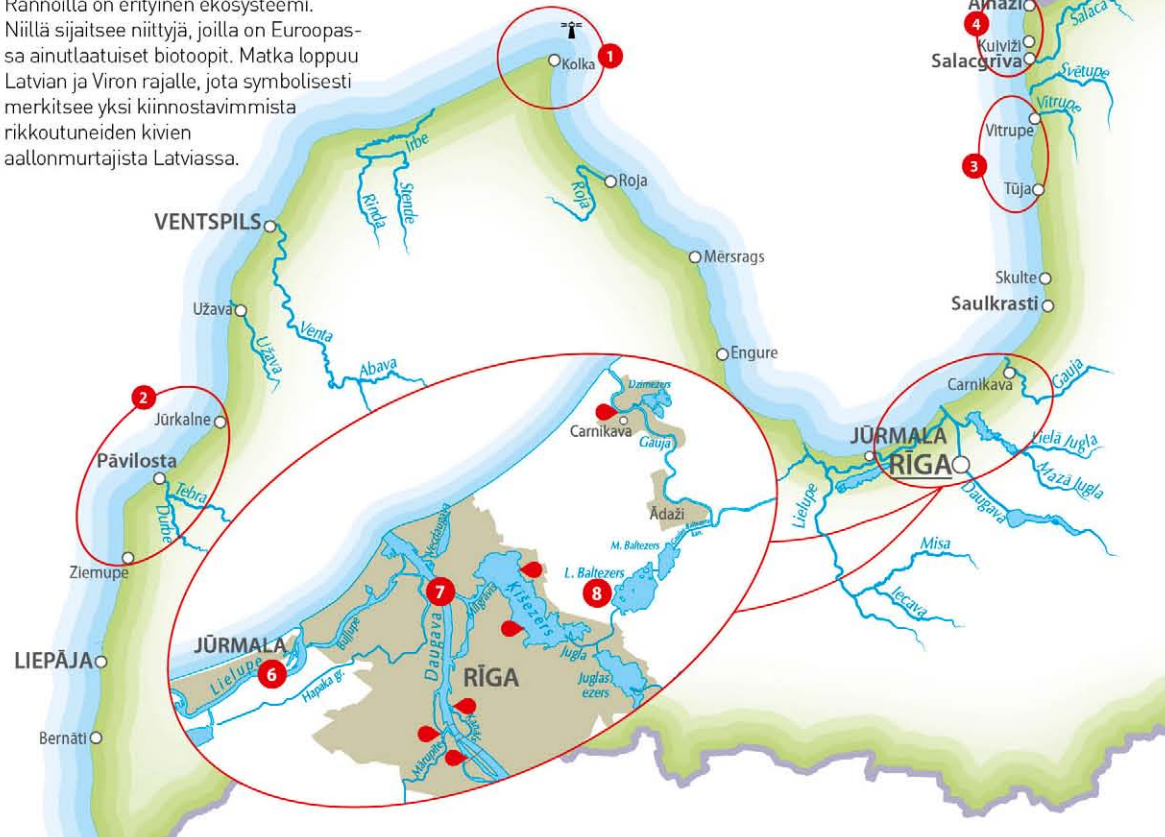 Rannoilla on erityinen ekosysteemi.
Niillä sijaitsee niittyjä, joilla on Euroopas-
sa ainutlaatuiset biotoopit. Matka loppuu
Latvian ja Viron rajalle, jota symbolisesti
merkitsee yksi kiinnostavimmista
rikkoutuneiden kivien
aallonmurtajista Latviassa.
Kolka
1
Ainaži
4
Salaca
Kuiviži
Salacgrīva
Svētupe
Vitrupe
Vitrupe
3
Tūja
Skulte
Saulkrasti
Irbe
Rinda
Stende
Roja
Roja
VENTSPILS
Mērsrags
Užava
Užava
Venta
Abava
Engure
Carnikava
Gauja
2
Jūrkalne
Pāvilosta
Tebra
Durbe
Ziemupe
JŪRMALA
RĪGA
Lielā Jugla
Mazā Jugla
Daugava
Lielupe
Misa
Iecava
Dzirnezers
Carnikava
Gauja
Ādaži
M. Baltezers
L. Baltezers
8
Vecdaugava
7
Mīlgrāvis
Ķīšezers
Buļļupe
Daugava
Jugla
Juglas
ezers
JŪRMALA
Lielupe
6
Hapaka gr.
RĪGA
Mārupīte
LIEPĀJA
Bernāti